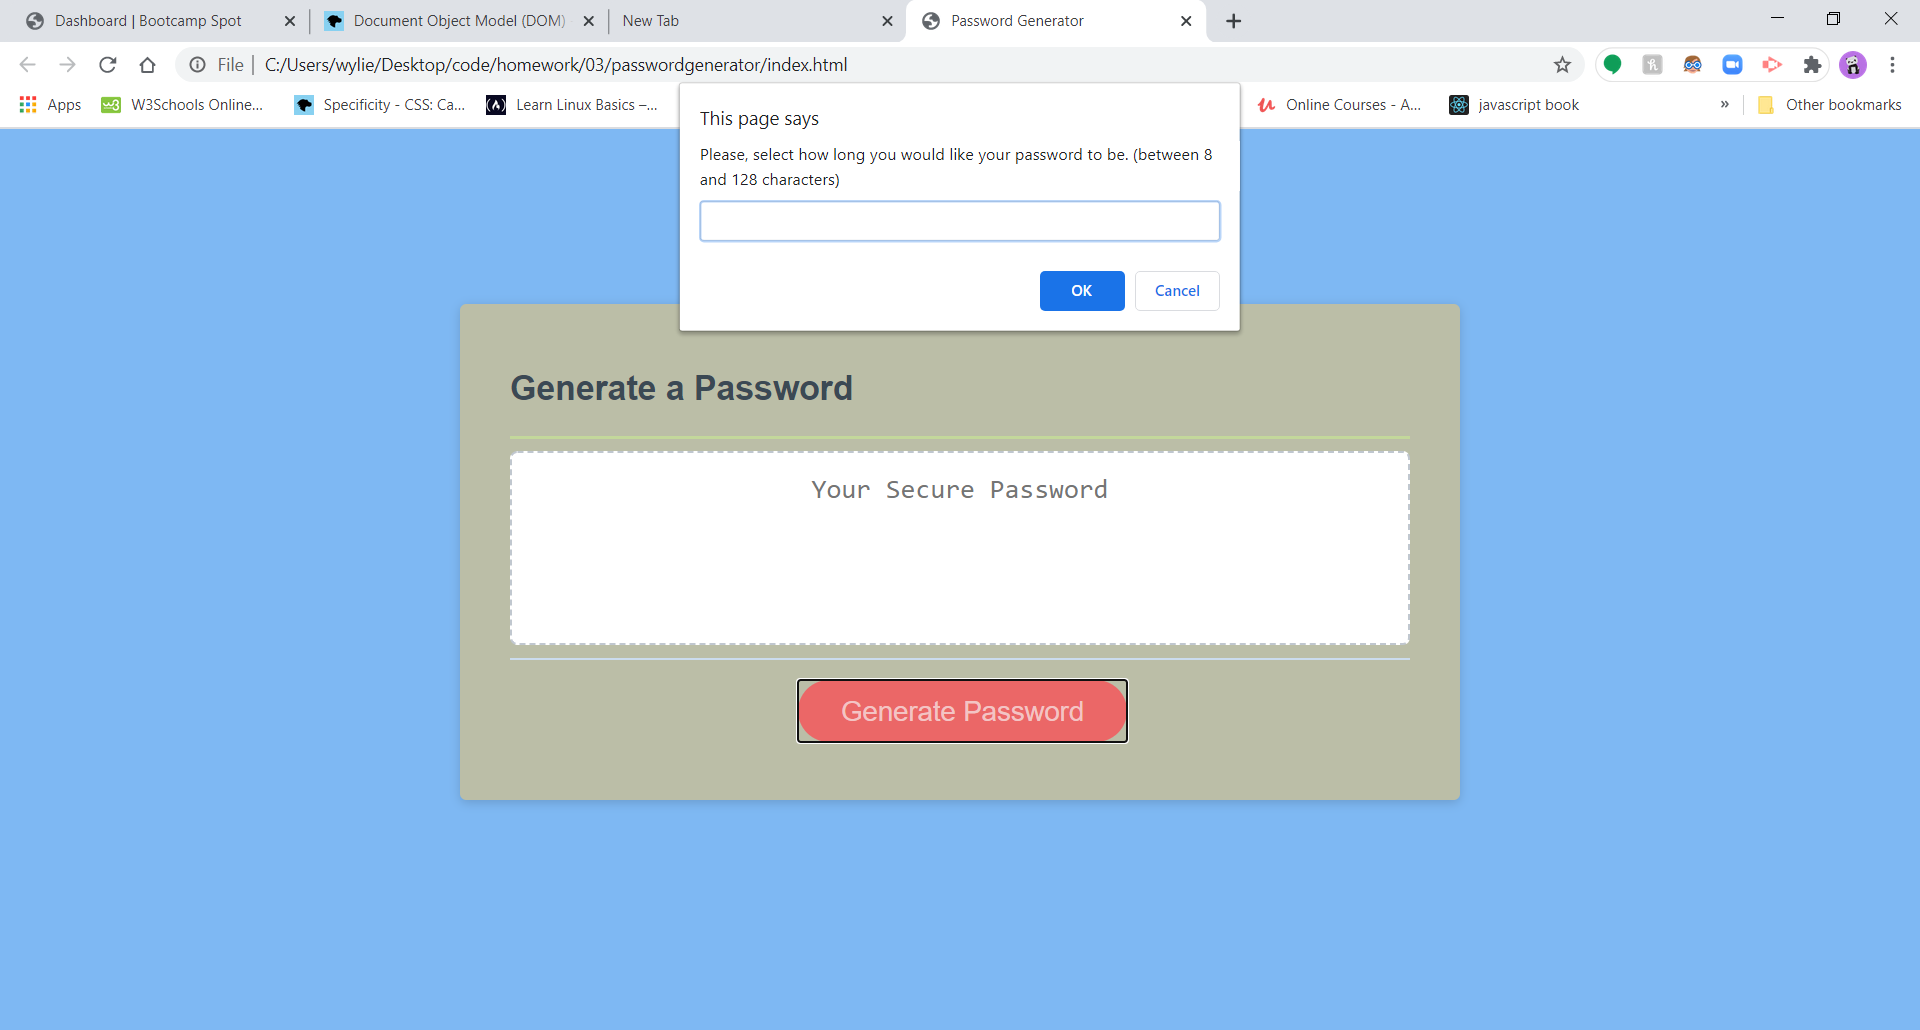 Dashboard | Bootcamp Spot
Document Object Model (DOM)
New Tab
Password Generator
File
C:/Users/wylie/Desktop/code/homework/03/passwordgenerator/index.html
Apps
W3Schools Online...
Specificity - CSS: Ca...
(A)
Learn Linux Basics –...
Online Courses - A...
javascript book
»
Other bookmarks
This page says
Please, select how long you would like your password to be. (between 8
and 128 characters)
OK
Cancel
Generate a Password
Your Secure Password
Generate Password